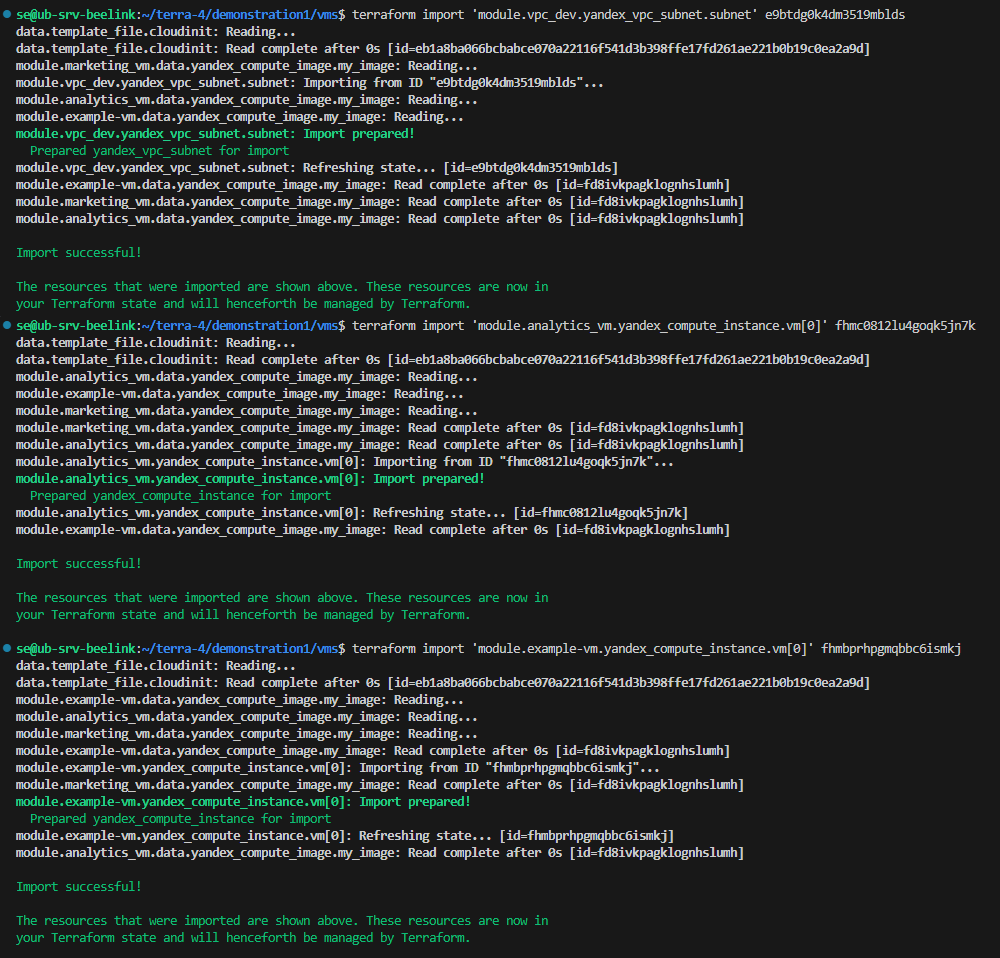 se@ub-srv-beelink:~/terra-4/demonstration1/vms$ terraform import 'module.vpc_dev.yandex_vpc_subnet.subnet' e9btdg0k4dm3519mblds
data.template_file.cloudinit: Reading...
data.template_file.cloudinit: Read complete after 0s [id=eb1a8ba066bcbabce070a22116f541d3b398ffe17fd261ae221b0b19c0ea2a9d]
module.marketing_vm.data.yandex_compute_image.my_image: Reading...
module.vpc_dev.yandex_vpc_subnet.subnet: Importing from ID "e9btdg0k4dm3519mblds"...
module.analytics_vm.data.yandex_compute_image.my_image: Reading...
module.example-vm.data.yandex_compute_image.my_image: Reading...
module.vpc_dev.yandex_vpc_subnet.subnet: Import prepared!
  Prepared yandex_vpc_subnet for import
module.vpc_dev.yandex_vpc_subnet.subnet: Refreshing state... [id=e9btdg0k4dm3519mblds]
module.example-vm.data.yandex_compute_image.my_image: Read complete after 0s [id=fd8ivkpagklognhslumh]
module.marketing_vm.data.yandex_compute_image.my_image: Read complete after 0s [id=fd8ivkpagklognhslumh]
module.analytics_vm.data.yandex_compute_image.my_image: Read complete after 0s [id=fd8ivkpagklognhslumh]

Import successful!

The resources that were imported are shown above. These resources are now in
your Terraform state and will henceforth be managed by Terraform.
se@ub-srv-beelink:~/terra-4/demonstration1/vms$ terraform import 'module.analytics_vm.yandex_compute_instance.vm[0]' fhmc0812lu4goqk5jn7k
data.template_file.cloudinit: Reading...
data.template_file.cloudinit: Read complete after 0s [id=eb1a8ba066bcbabce070a22116f541d3b398ffe17fd261ae221b0b19c0ea2a9d]
module.analytics_vm.data.yandex_compute_image.my_image: Reading...
module.example-vm.data.yandex_compute_image.my_image: Reading...
module.marketing_vm.data.yandex_compute_image.my_image: Reading...
module.marketing_vm.data.yandex_compute_image.my_image: Read complete after 0s [id=fd8ivkpagklognhslumh]
module.analytics_vm.data.yandex_compute_image.my_image: Read complete after 0s [id=fd8ivkpagklognhslumh]
module.analytics_vm.yandex_compute_instance.vm[0]: Importing from ID "fhmc0812lu4goqk5jn7k"...
module.analytics_vm.yandex_compute_instance.vm[0]: Import prepared!
  Prepared yandex_compute_instance for import
module.analytics_vm.yandex_compute_instance.vm[0]: Refreshing state... [id=fhmc0812lu4goqk5jn7k]
module.example-vm.data.yandex_compute_image.my_image: Read complete after 0s [id=fd8ivkpagklognhslumh]

Import successful!

The resources that were imported are shown above. These resources are now in
your Terraform state and will henceforth be managed by Terraform.

se@ub-srv-beelink:~/terra-4/demonstration1/vms$ terraform import 'module.example-vm.yandex_compute_instance.vm[0]' fhmbprhpgmqbbc6ismkj
data.template_file.cloudinit: Reading...
data.template_file.cloudinit: Read complete after 0s [id=eb1a8ba066bcbabce070a22116f541d3b398ffe17fd261ae221b0b19c0ea2a9d]
module.example-vm.data.yandex_compute_image.my_image: Reading...
module.analytics_vm.data.yandex_compute_image.my_image: Reading...
module.marketing_vm.data.yandex_compute_image.my_image: Reading...
module.example-vm.data.yandex_compute_image.my_image: Read complete after 0s [id=fd8ivkpagklognhslumh]
module.example-vm.yandex_compute_instance.vm[0]: Importing from ID "fhmbprhpgmqbbc6ismkj"...
module.marketing_vm.data.yandex_compute_image.my_image: Read complete after 0s [id=fd8ivkpagklognhslumh]
module.example-vm.yandex_compute_instance.vm[0]: Import prepared!
  Prepared yandex_compute_instance for import
module.example-vm.yandex_compute_instance.vm[0]: Refreshing state... [id=fhmbprhpgmqbbc6ismkj]
module.analytics_vm.data.yandex_compute_image.my_image: Read complete after 0s [id=fd8ivkpagklognhslumh]

Import successful!

The resources that were imported are shown above. These resources are now in
your Terraform state and will henceforth be managed by Terraform.